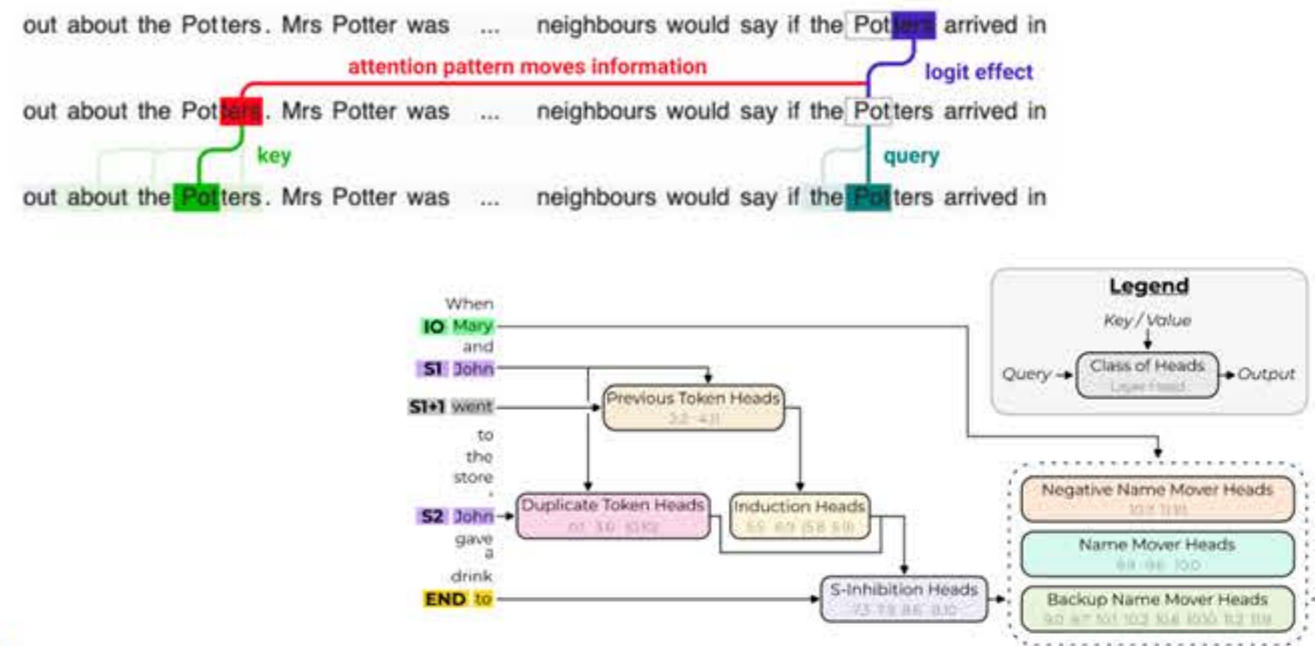 out about the Potters. Mrs Potter was ... neighbours would say if the Potters arrived in
attention pattern moves information
logit effect
out about the Potters. Mrs Potter was ... neighbours would say if the Potters arrived in
key
query
out about the Potters. Mrs Potter was ... neighbours would say if the Potters arrived in
When
IO Mary
and
S1 John
S1+1 went
to
the
store
,
S2 John
gave
a
drink
END to
Previous Token Heads
Duplicate Token Heads
Induction Heads
S-Inhibition Heads
Legend
Key / Value
Query
Class of Heads
Output
Negative Name Mover Heads
Name Mover Heads
Backup Name Mover Heads